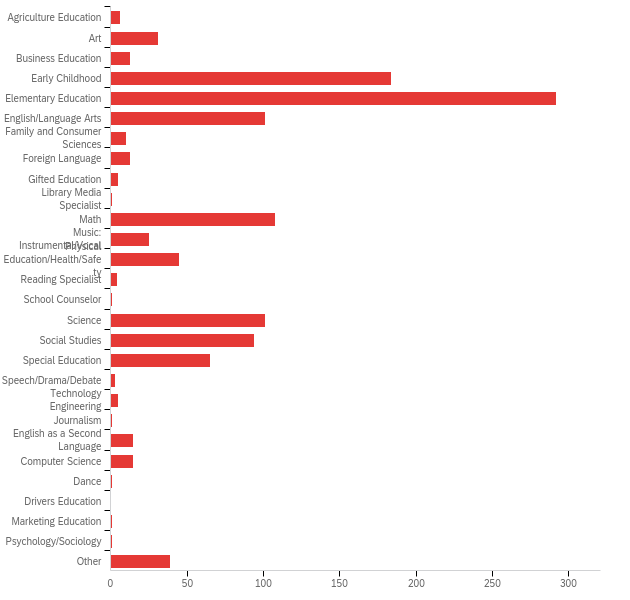 Agriculture Education
Art
Business Education
Early Childhood
Elementary Education
English/Language Arts
Family and Consumer
Sciences
Foreign Language
Gifted Education
Library Media
Specialist
Math
Music:
Instrumental/Vocal
Physical
Education/Health/Safe
ty
Reading Specialist
School Counselor
Science
Social Studies
Special Education
Speech/Drama/Debate
Technology
Engineering
Journalism
English as a Second
Language
Computer Science
Dance
Drivers Education
Marketing Education
Psychology/Sociology
Other
0 50 100 150 200 250 300